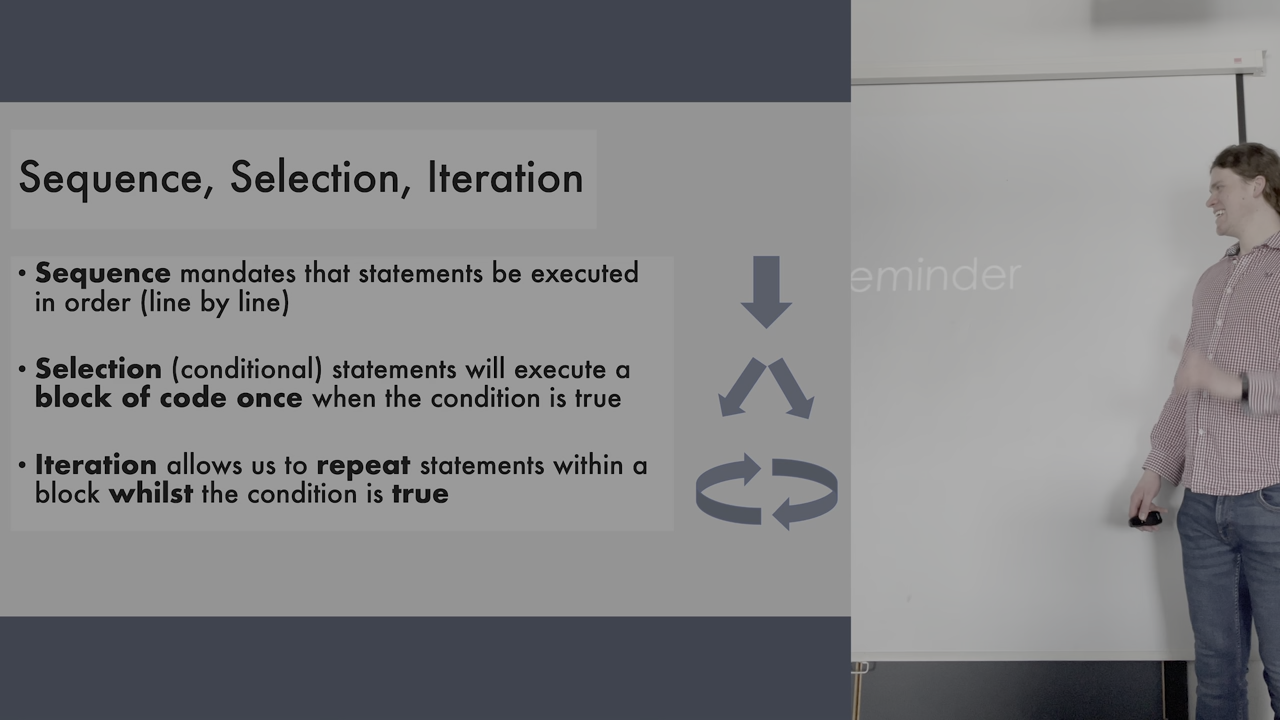 Sequence, Selection, Iteration
• Sequence mandates that statements be executed
in order (line by line)
• Selection (conditional) statements will execute a
block of code once when the condition is true
• Iteration allows us to repeat statements within a
block whilst the condition is true
eminder